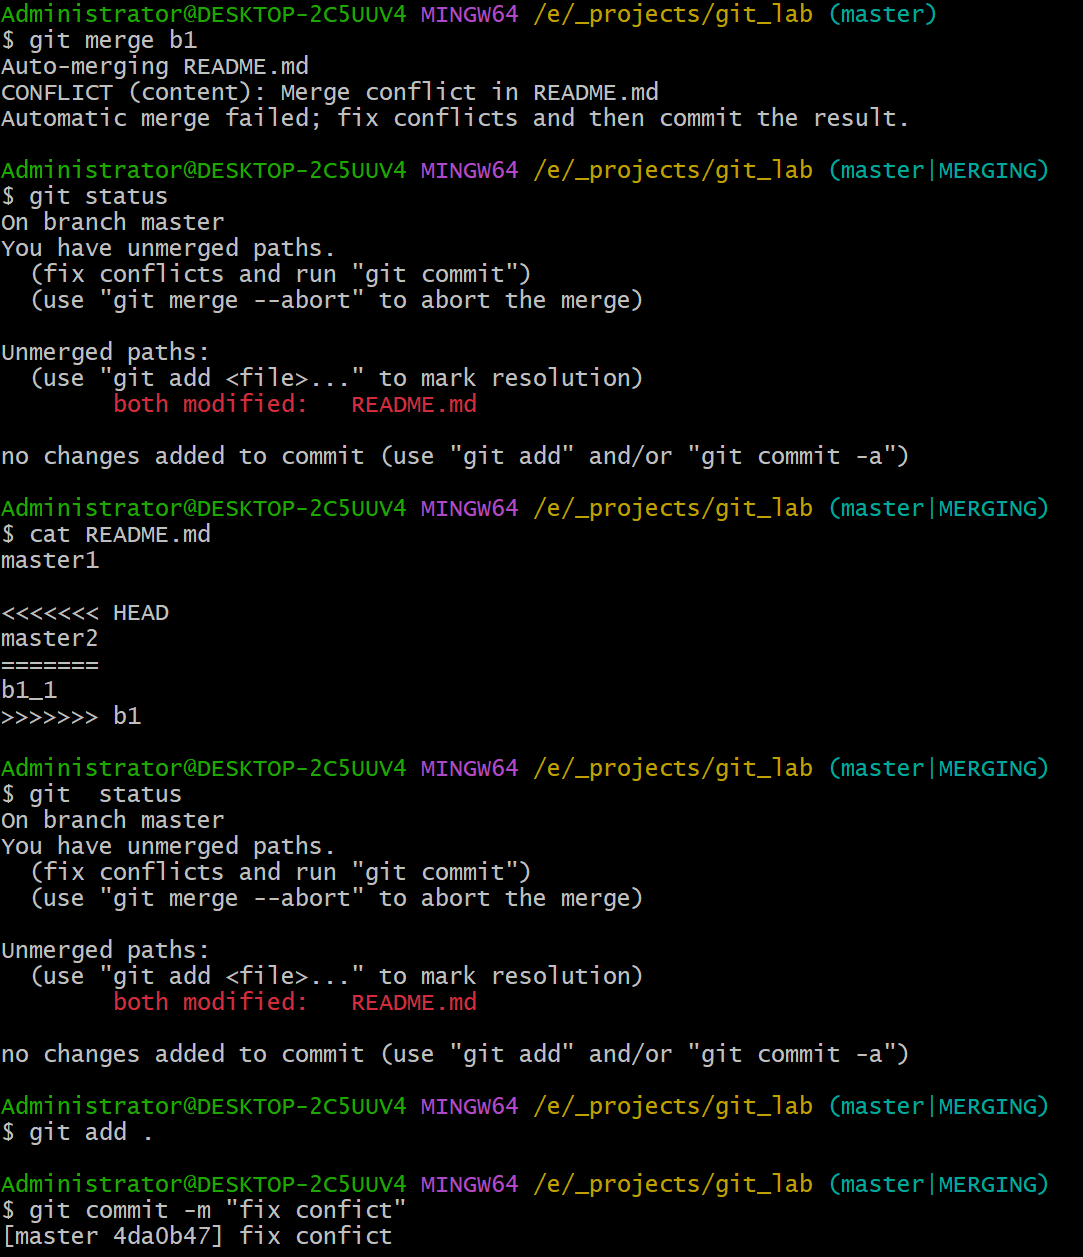 Administrator@DESKTOP-2C5UUV4 MINGW64 /e/_projects/git_lab (master)
$ git merge b1
Auto-merging README.md
CONFLICT (content): Merge conflict in README.md
Automatic merge failed; fix conflicts and then commit the result.

Administrator@DESKTOP-2C5UUV4 MINGW64 /e/_projects/git_lab (master|MERGING)
$ git status
On branch master
You have unmerged paths.
  (fix conflicts and run "git commit")
  (use "git merge --abort" to abort the merge)

Unmerged paths:
  (use "git add <file>..." to mark resolution)
        both modified:   README.md

no changes added to commit (use "git add" and/or "git commit -a")

Administrator@DESKTOP-2C5UUV4 MINGW64 /e/_projects/git_lab (master|MERGING)
$ cat README.md
master1

<<<<<<< HEAD
master2
=======
b1_1
>>>>>>> b1

Administrator@DESKTOP-2C5UUV4 MINGW64 /e/_projects/git_lab (master|MERGING)
$ git  status
On branch master
You have unmerged paths.
  (fix conflicts and run "git commit")
  (use "git merge --abort" to abort the merge)

Unmerged paths:
  (use "git add <file>..." to mark resolution)
        both modified:   README.md

no changes added to commit (use "git add" and/or "git commit -a")

Administrator@DESKTOP-2C5UUV4 MINGW64 /e/_projects/git_lab (master|MERGING)
$ git add .

Administrator@DESKTOP-2C5UUV4 MINGW64 /e/_projects/git_lab (master|MERGING)
$ git commit -m "fix confict"
[master 4da0b47] fix confict